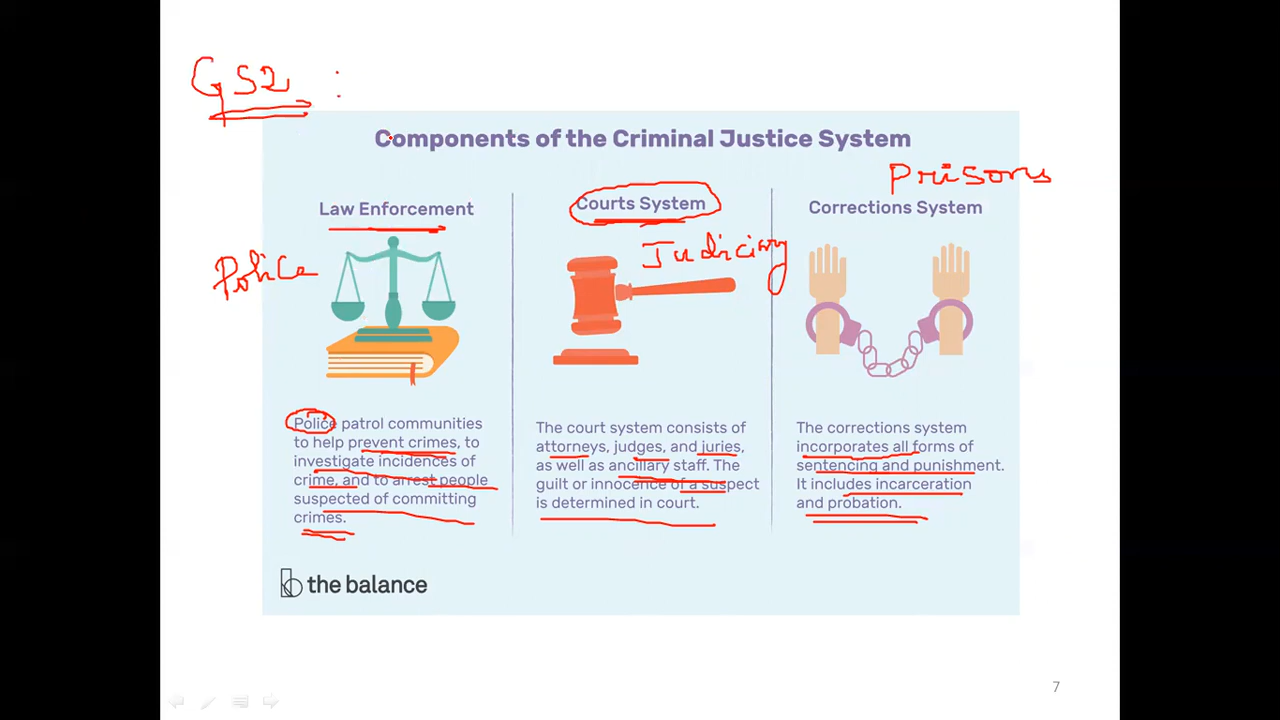 GS2 :
Components of the Criminal Justice System
Law Enforcement
Police
Police patrol communities
to help prevent crimes, to
investigate incidences of
crime, and to arrest people
suspected of committing
crimes.
Courts System
Judiciary
The court system consists of
attorneys, judges, and juries,
as well as ancillary staff. The
guilt or innocence of a suspect
is determined in court.
Prisons
Corrections System
The corrections system
incorporates all forms of
sentencing and punishment.
It includes incarceration
and probation.
the balance
7